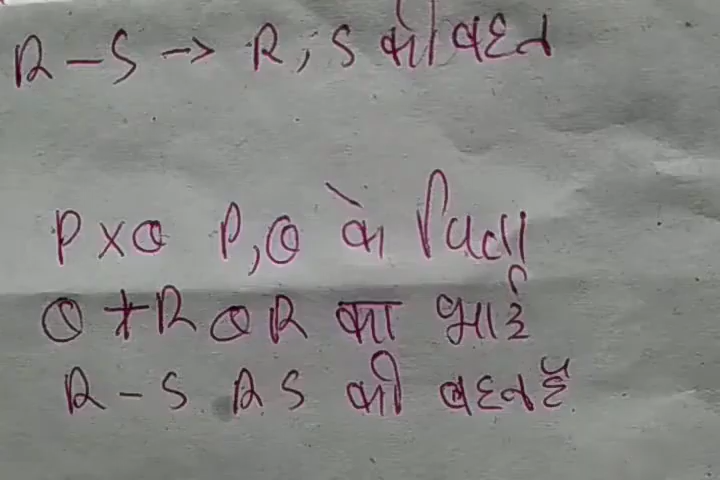 R - S → R, S की बहन
P x Q P, Q के पिता
Q + R Q R का भाई
R - S R S की बहन है